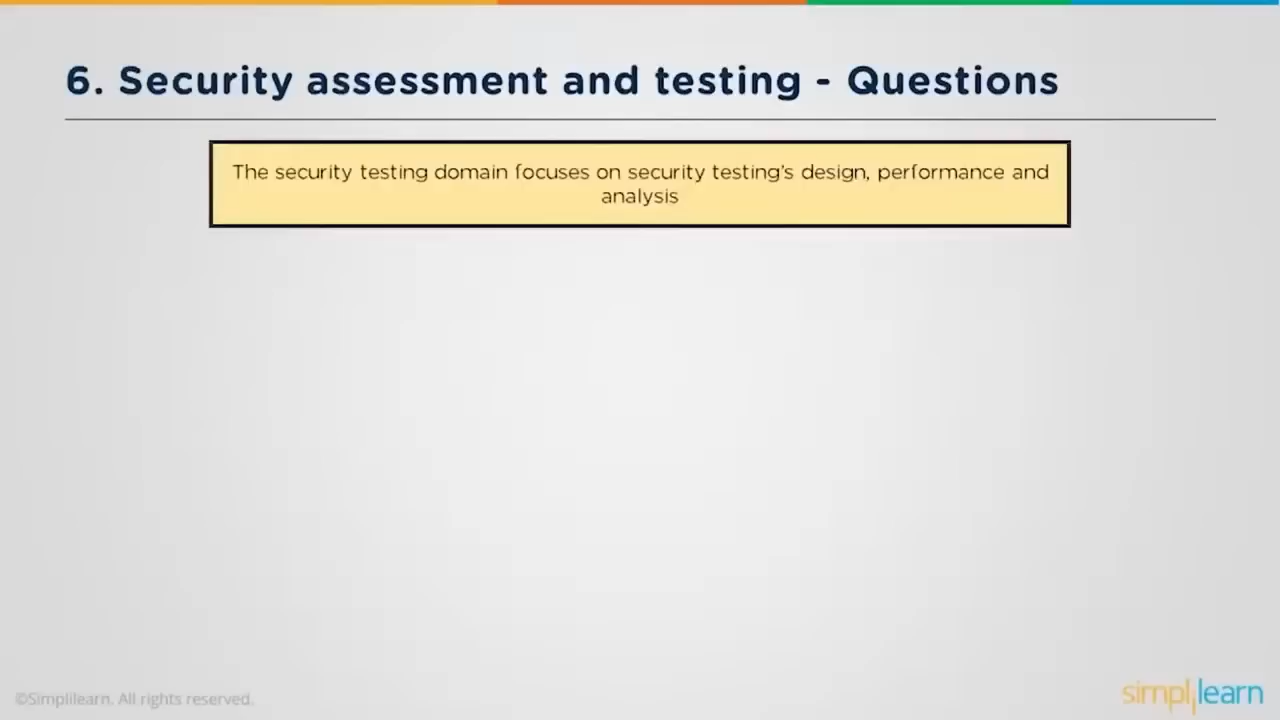 6. Security assessment and testing - Questions
The security testing domain focuses on security testing's design, performance and
analysis
©Simplilearn. All rights reserved.
simplilearn